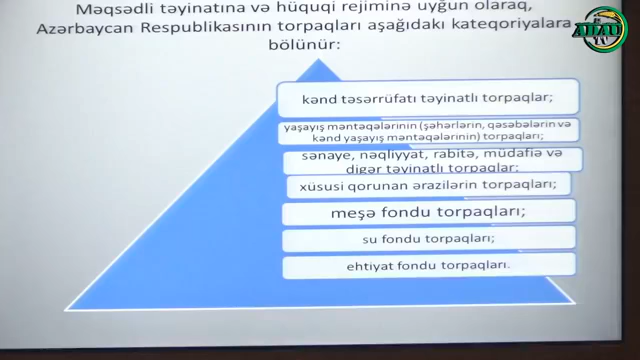 Məqsədli təyinatına və hüquqi rejiminə uyğun olaraq,
Azərbaycan Respublikasının torpaqları aşağıdakı kateqoriyalara
bölünür:
kənd təsərrüfatı təyinatlı torpaqlar;
yaşayış məntəqələrinin (şəhərlərin, qəsəbələrin və
kənd yaşayış məntəqələrinin) torpaqları;
sənaye, nəqliyyat, rabitə, müdafiə və
digər təyinatlı torpaqlar;
xüsusi qorunan ərazilərin torpaqları;
meşə fondu torpaqları;
su fondu torpaqları;
ehtiyat fondu torpaqları.
ADAU
TV